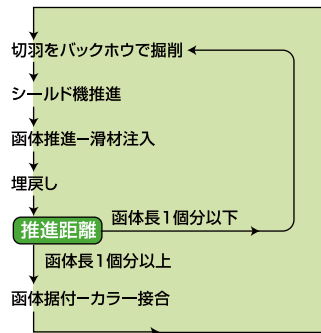 切羽をバックホウで掘削
シールド機推進
函体推進ー滑材注入
埋戻し
推進距離
函体長1個分以下
函体長1個分以上
函体据付ーカラー接合